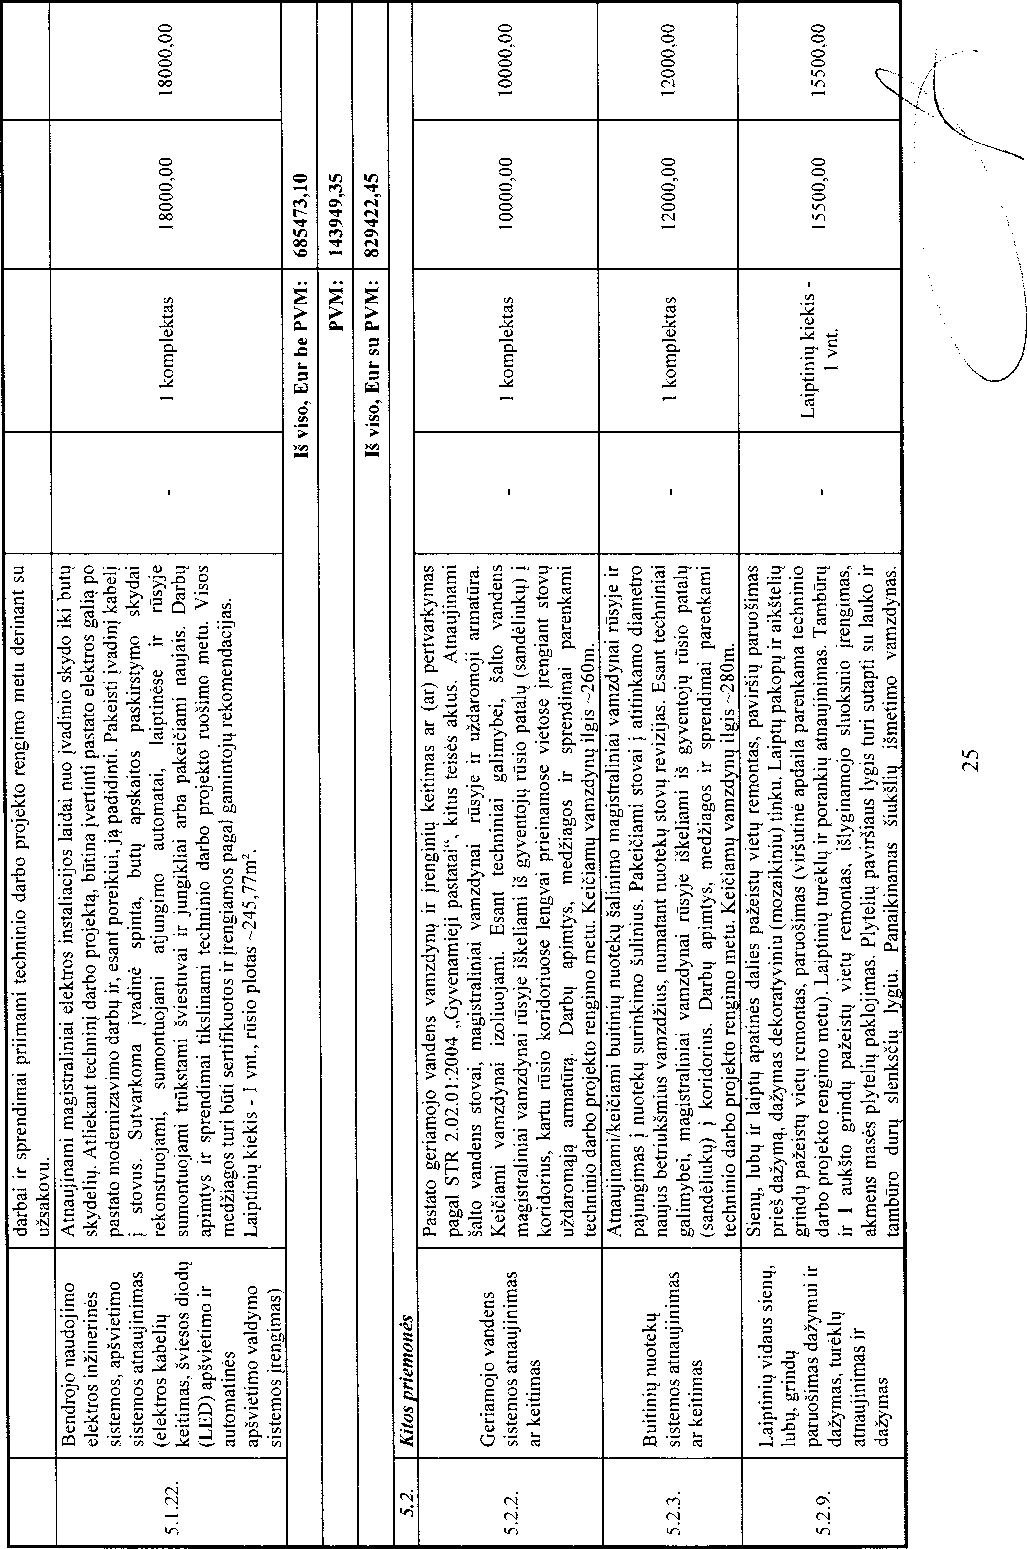 darbai ir sprendimai priimami techninio darbo projekto rengimo metu derinant su
užsakovu.
5.1.22.
Bendrojo naudojimo
elektros inžinerinės
sistemos, apšvietimo
sistemos atnaujinimas
(elektros kabelių
keitimas, šviesos diodų
(LED) apšvietimo ir
automatinės
apšvietimo valdymo
sistemos įrengimas)
Atnaujinami magistraliniai elektros instaliacijos laidai nuo įvadinio skydo iki butų
skydelių. Atliekant techninį darbo projektą, būtina įvertinti pastato elektros galią po
pastato modernizavimo darbų ir, esant poreikiui, ją padidinti. Pakeisti įvadinį kabelį
į stovus. Sutvarkoma įvadinė spinta, butų apskaitos paskirstymo skydai
rekonstruojami, sumontuojami atjungimo automatai, laiptinėse ir rūsyje
sumontuojami trūkstami šviestuvai ir jungikliai arba pakeičiami naujais. Darbų
apimtys ir sprendimai tikslinami techninio darbo projekto ruošimo metu. Visos
medžiagos turi būti sertifikuotos ir įrengiamos pagal gamintojų rekomendacijas.
Laiptinių kiekis - 1 vnt., rūsio plotas ~245,77m².
-
1 komplektas
18000,00
18000,00
Iš viso, Eur be PVM: 685473,10
PVM: 143949,35
Iš viso, Eur su PVM: 829422,45
5.2. Kitos priemonės
5.2.2.
Geriamojo vandens
sistemos atnaujinimas
ar keitimas
Pastato geriamojo vandens vamzdynų ir įrenginių keitimas ar (ar) pertvarkymas
pagal STR 2.02.01:2004 „Gyvenamieji pastatai“, kitus teisės aktus. Atnaujinami
šalto vandens stovai, magistraliniai vamzdynai rūsyje ir uždaromoji armatūra.
Keičiami vamzdynai izoliuojami. Esant techniniai galimybei, šalto vandens
magistraliniai vamzdynai rūsyje iškeliami iš gyventojų rūsio patalų (sandėliukų) į
koridorius, kartu rūsio koridoriuose lengvai prieinamose vietose įrengiant stovų
uždaromąją armatūrą. Darbų apimtys, medžiagos ir sprendimai parenkami
techninio darbo projekto rengimo metu. Keičiamų vamzdynų ilgis ~260m.
-
1 komplektas
10000,00
10000,00
5.2.3.
Buitinių nuotekų
sistemos atnaujinimas
ar keitimas
Atnaujinami/keičiami buitinių nuotekų šalinimo magistraliniai vamzdynai rūsyje ir
pajungimas į nuotekų surinkimo šulinius. Pakeičiami stovai į atitinkamo diametro
naujus betriukšmius vamzdžius, numatant nuotekų stovų revizijas. Esant techniniai
galimybei, magistraliniai vamzdynai rūsyje iškeliami iš gyventojų rūsio patalų
(sandėliukų) į koridorius. Darbų apimtys, medžiagos ir sprendimai parenkami
techninio darbo projekto rengimo metu. Keičiamų vamzdynų ilgis ~280m.
-
1 komplektas
12000,00
12000,00
5.2.9.
Laiptinių vidaus sienų,
lubų, grindų
paruošimas dažymui ir
dažymas, turėklų
atnaujinimas ir
dažymas
Sienų, lubų ir laiptų apatinės dalies pažeistų vietų remontas, paviršių paruošimas
prieš dažymą, dažymas dekoratyviniu (mozaikiniu) tinku. Laiptų pakopų ir aikštelių
grindų pažeistų vietų remontas, paruošimas (viršutinė apdaila parenkama techninio
darbo projekto rengimo metu). Laiptinių turėklų ir porankių atnaujinimas. Tambūrų
ir 1 aukšto grindų pažeistų vietų remontas, išlyginamojo sluoksnio įrengimas,
akmens masės plytelių paklojimas. Plytelių paviršiaus lygis turi sutapti su lauko ir
tambūro durų slenksčiu lygiu. Panaikinamas šiukšlių išmetimo vamzdynas.
-
Laiptinių kiekis -
1 vnt.
15500,00
15500,00
25